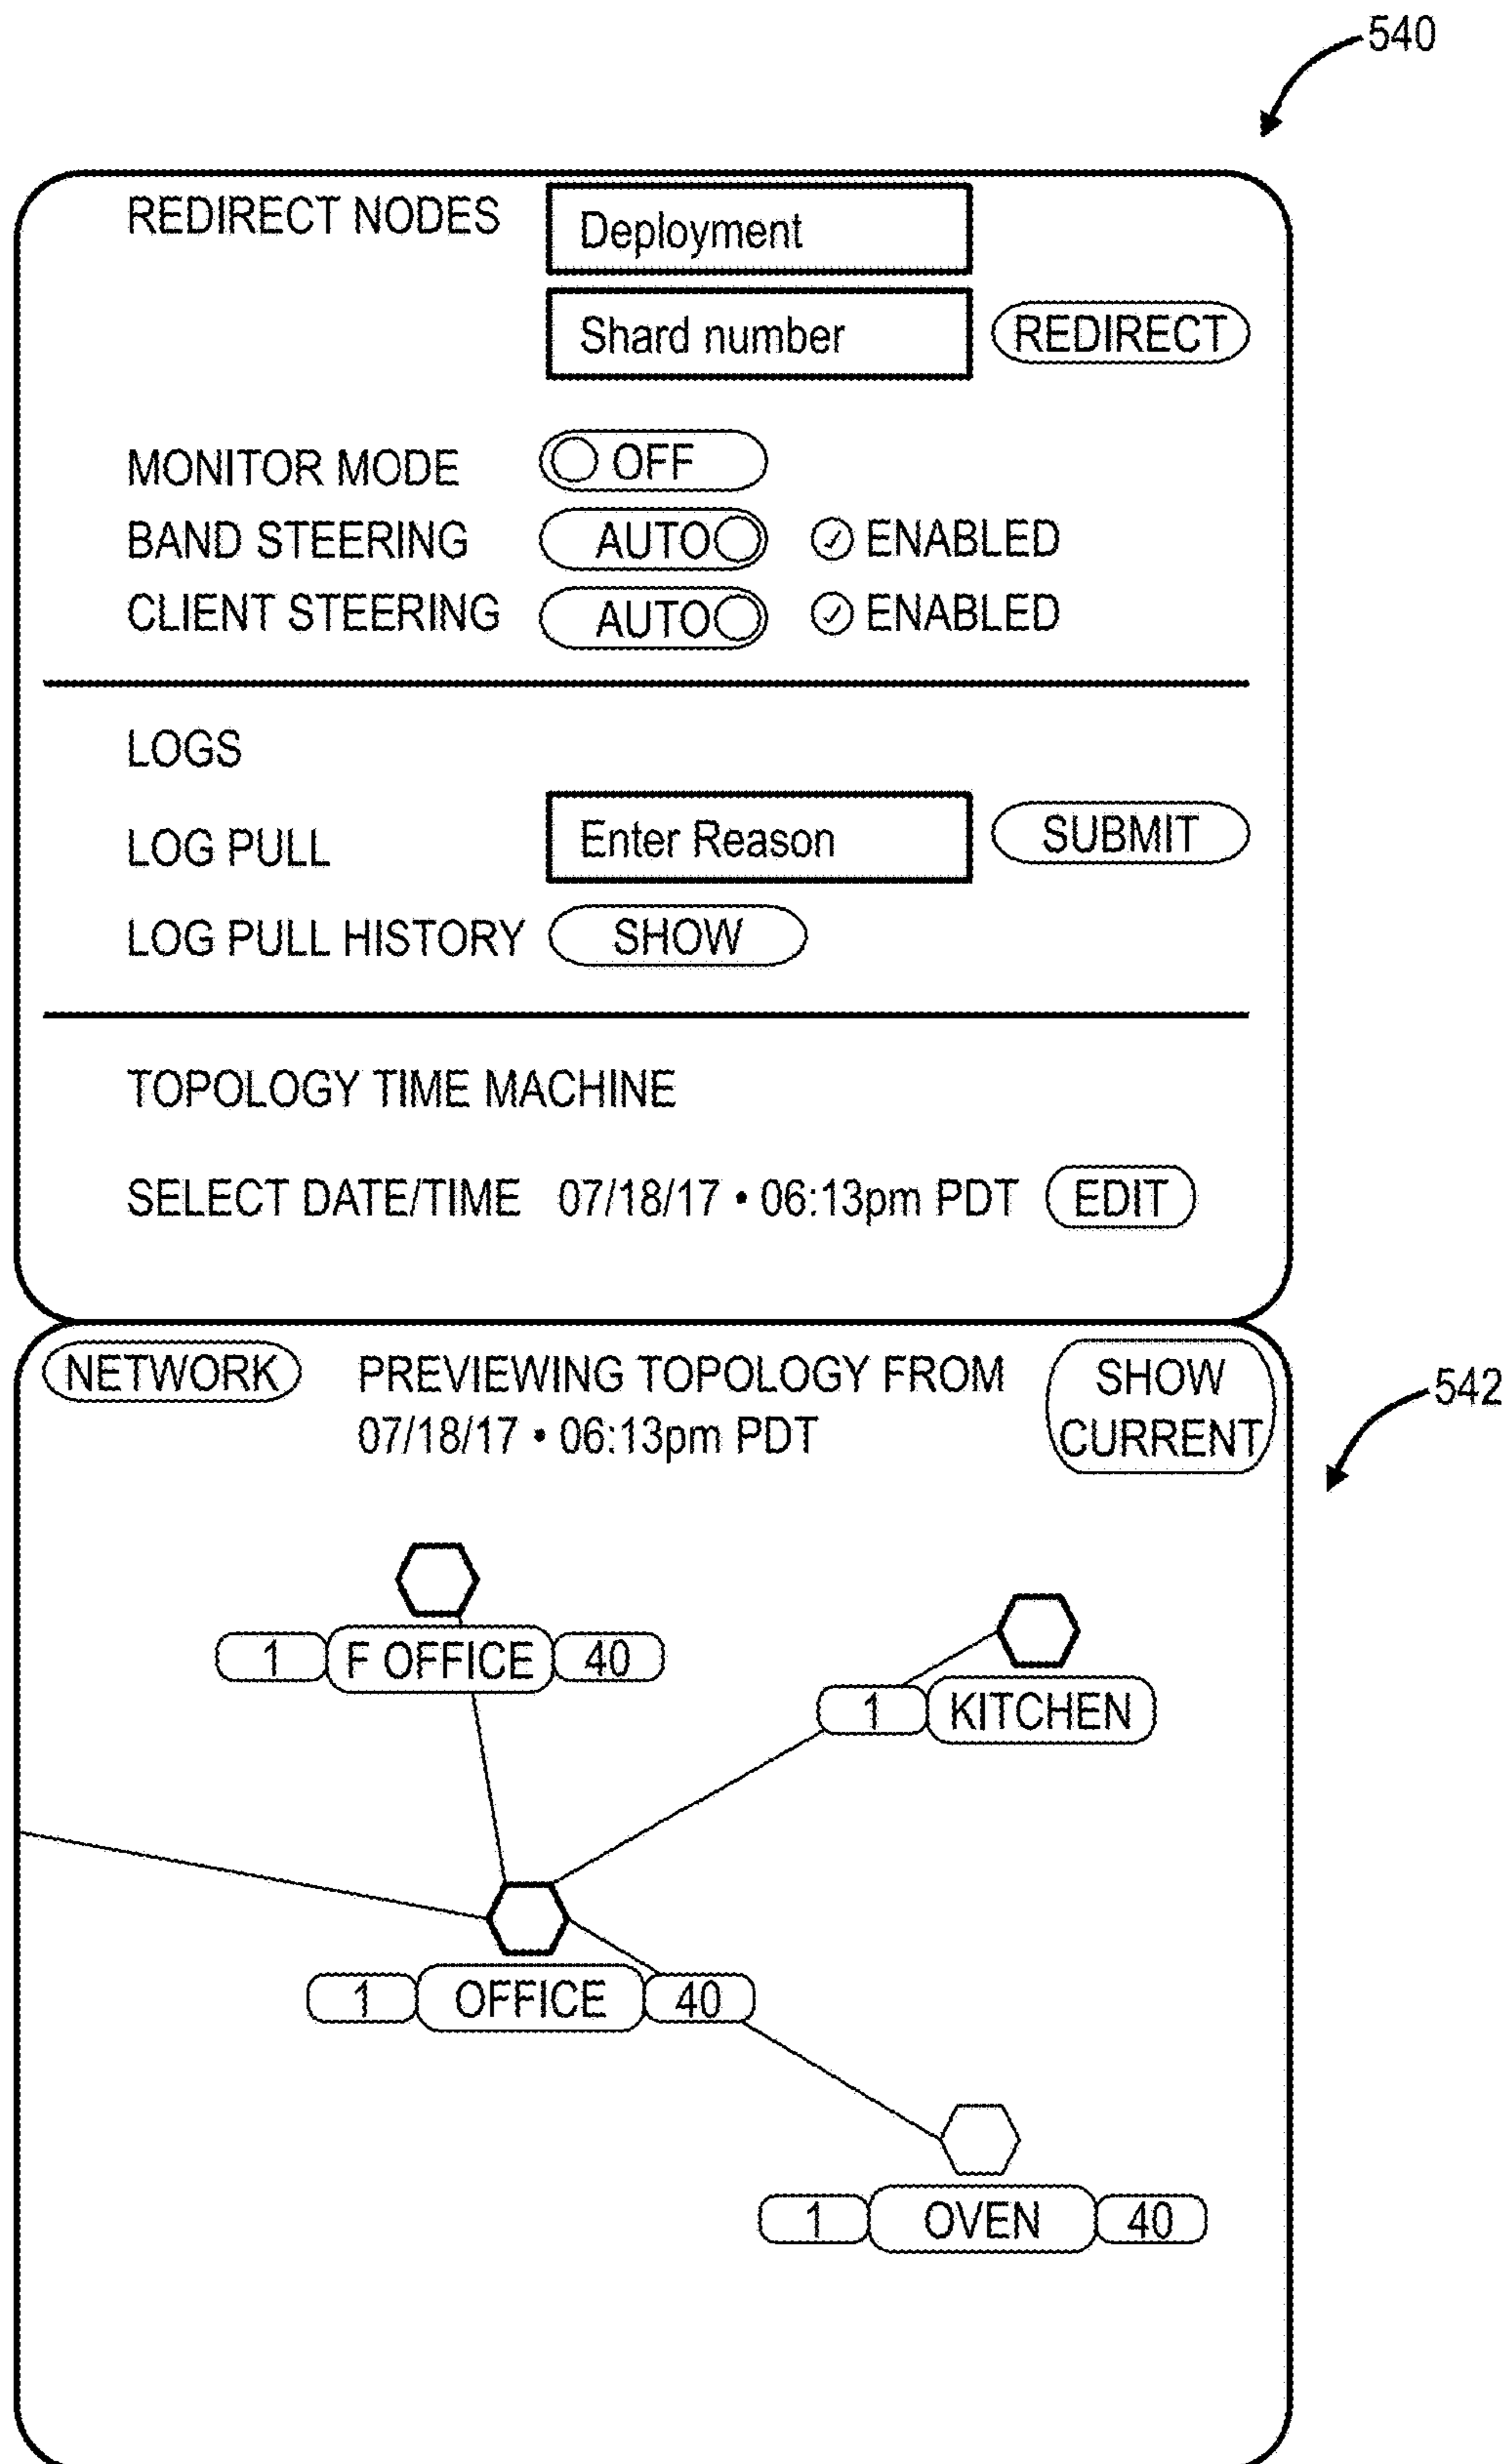 540
REDIRECT NODES Deployment
Shard number REDIRECT
MONITOR MODE OFF
BAND STEERING AUTO ENABLED
CLIENT STEERING AUTO ENABLED
LOGS
LOG PULL Enter Reason SUBMIT
LOG PULL HISTORY SHOW
TOPOLOGY TIME MACHINE
SELECT DATE/TIME 07/18/17 • 06:13pm PDT EDIT
NETWORK PREVIEWING TOPOLOGY FROM SHOW
07/18/17 • 06:13pm PDT CURRENT
542
1 F OFFICE 40
1 KITCHEN
1 OFFICE 40
1 OVEN 40